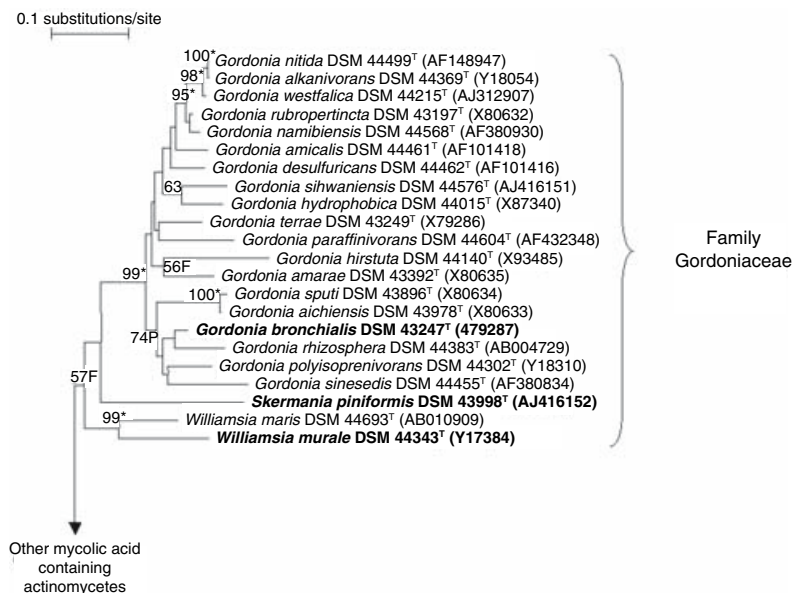 0.1 substitutions/site
100* Gordonia nitida DSM 44499ᵀ (AF148947)
98* Gordonia alkanivorans DSM 44369ᵀ (Y18054)
95* Gordonia westfalica DSM 44215ᵀ (AJ312907)
Gordonia rubropertincta DSM 43197ᵀ (X80632)
Gordonia namibiensis DSM 44568ᵀ (AF380930)
Gordonia amicalis DSM 44461ᵀ (AF101418)
Gordonia desulfuricans DSM 44462ᵀ (AF101416)
63 Gordonia sihwaniensis DSM 44576ᵀ (AJ416151)
Gordonia hydrophobica DSM 44015ᵀ (X87340)
Gordonia terrae DSM 43249ᵀ (X79286)
Gordonia paraffinivorans DSM 44604ᵀ (AF432348)
Gordonia hirstuta DSM 44140ᵀ (X93485)
99* 56F Gordonia amarae DSM 43392ᵀ (X80635)
100* Gordonia sputi DSM 43896ᵀ (X80634)
Gordonia aichiensis DSM 43978ᵀ (X80633)
Gordonia bronchialis DSM 43247ᵀ (479287)
74P Gordonia rhizosphera DSM 44383ᵀ (AB004729)
Gordonia polyisoprenivorans DSM 44302ᵀ (Y18310)
57F Gordonia sinesedis DSM 44455ᵀ (AF380834)
Skermania piniformis DSM 43998ᵀ (AJ416152)
99* Williamsia maris DSM 44693ᵀ (AB010909)
Williamsia murale DSM 44343ᵀ (Y17384)
Family
Gordoniaceae
Other mycolic acid
containing
actinomycetes